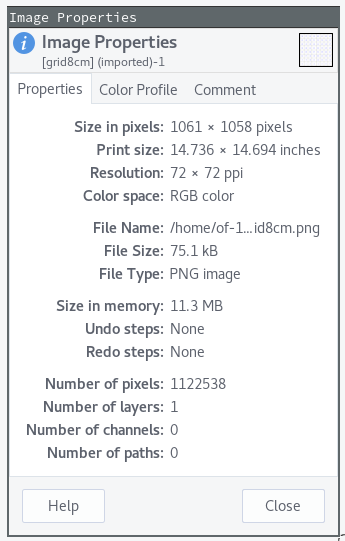 Image Properties
Image Properties
[grid8cm] (imported)-1
Properties Color Profile Comment
Size in pixels: 1061 × 1058 pixels
Print size: 14.736 × 14.694 inches
Resolution: 72 × 72 ppi
Color space: RGB color
File Name: /home/of-1...id8cm.png
File Size: 75.1 kB
File Type: PNG image
Size in memory: 11.3 MB
Undo steps: None
Redo steps: None
Number of pixels: 1122538
Number of layers: 1
Number of channels: 0
Number of paths: 0
Help Close